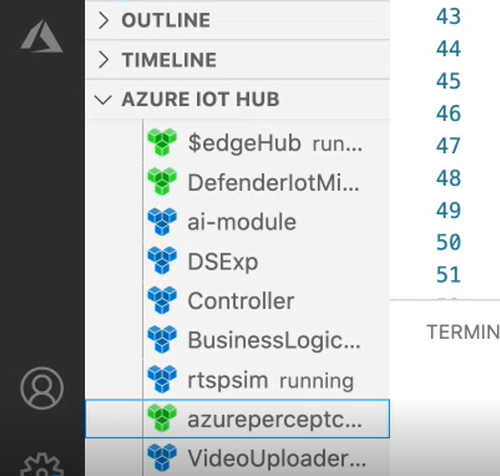 OUTLINE
TIMELINE
AZURE IOT HUB
$edgeHub run...
DefenderIotMi...
ai-module
DSExp
Controller
BusinessLogic...
rtspsim running
azureperceptc...
VideoUploader...
43
44
45
46
47
48
49
50
51
TERMIN